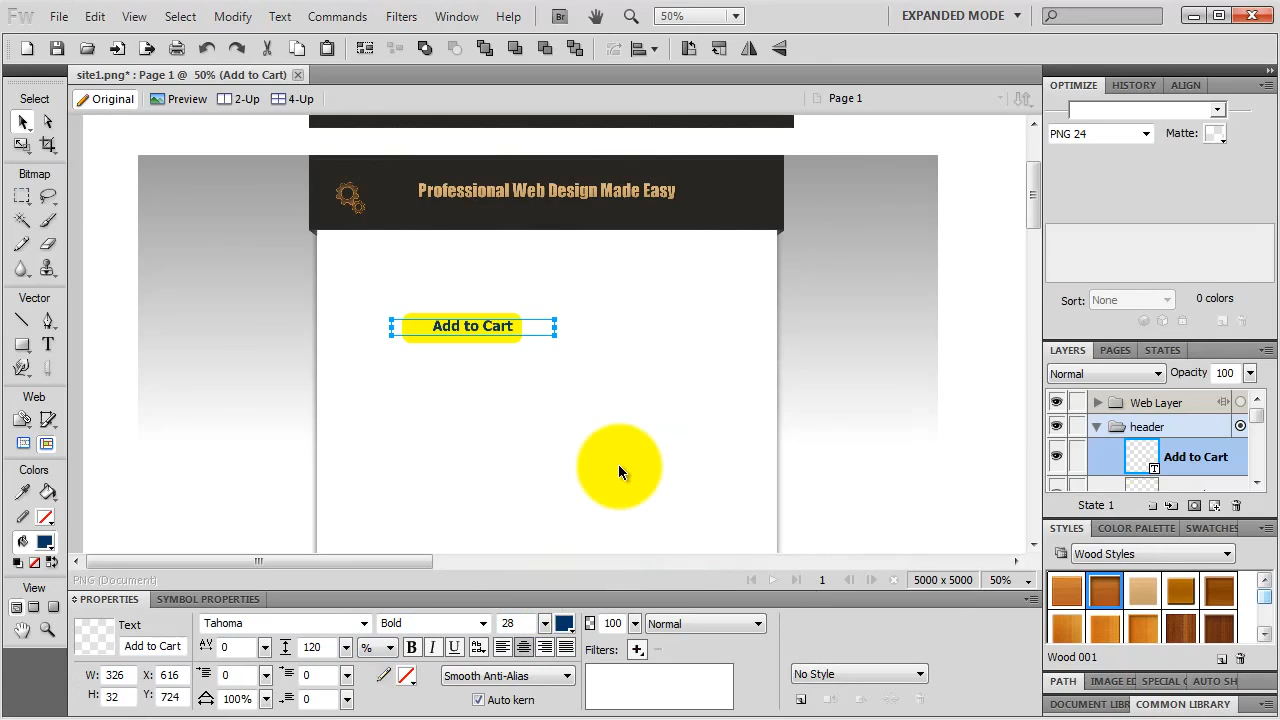 Fw File Edit View Select Modify Text Commands Filters Window Help Br 50% EXPANDED MODE
site1.png* : Page 1 @ 50% (Add to Cart)
Original Preview 2-Up 4-Up Page 1
Select
Bitmap
Vector
Web
Colors
View
Professional Web Design Made Easy
Add to Cart
OPTIMIZE HISTORY ALIGN
PNG 24 Matte:
Sort: None 0 colors
LAYERS PAGES STATES
Normal Opacity 100
Web Layer
header
Add to Cart
State 1
STYLES COLOR PALETTE SWATCHES
Wood Styles
Wood 001
PATH IMAGE ED SPECIAL AUTO SH
DOCUMENT LIBR COMMON LIBRARY
PNG (Document) 1 5000 x 5000 50%
PROPERTIES SYMBOL PROPERTIES
Text
Add to Cart
W: 326 X: 616
H: 32 Y: 724
Tahoma Bold 28 100 Normal
0 120 % B I U Filters:
0 0 Smooth Anti-Alias No Style
100% 0 Auto kern